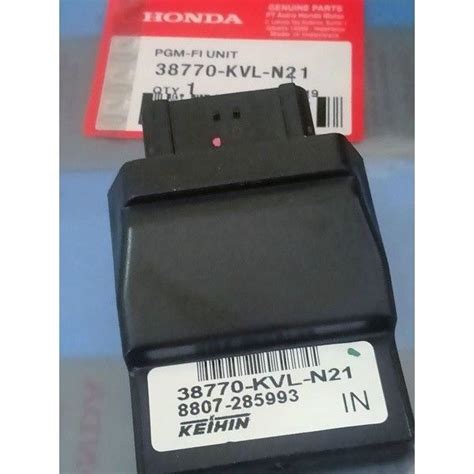 HONDA
GENUINE PARTS
PT Astra Honda Motor
PGM-FI UNIT
38770-KVL-N21
QTY 1
38770-KVL-N21
8807-285993
IN
KEIHIN